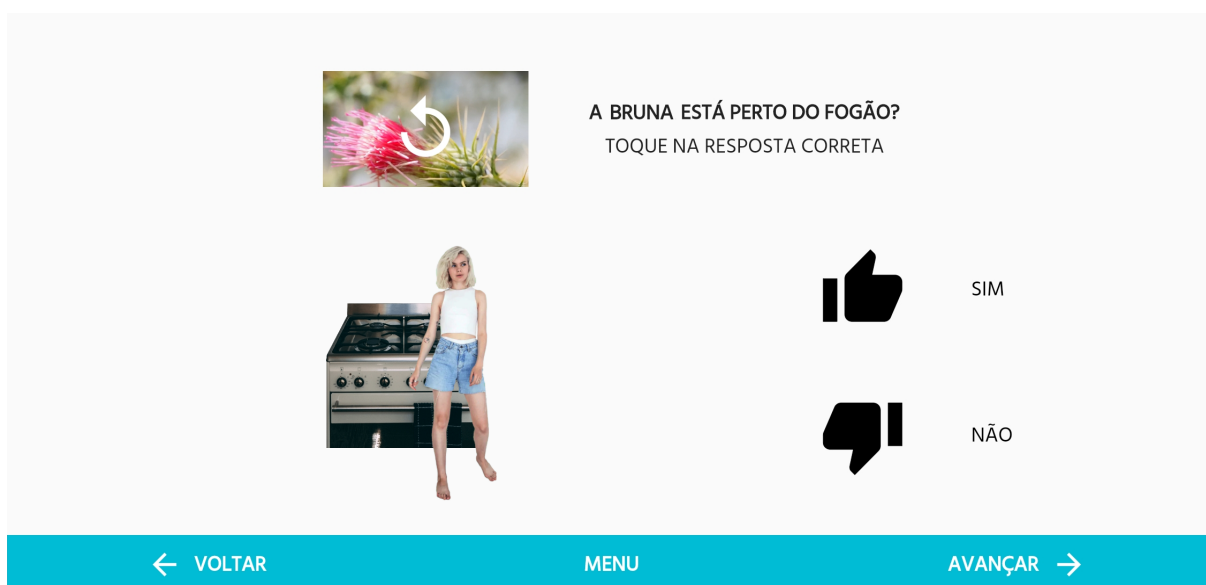 A BRUNA ESTÁ PERTO DO FOGÃO?
TOQUE NA RESPOSTA CORRETA
SIM
NÃO
VOLTAR
MENU
AVANÇAR